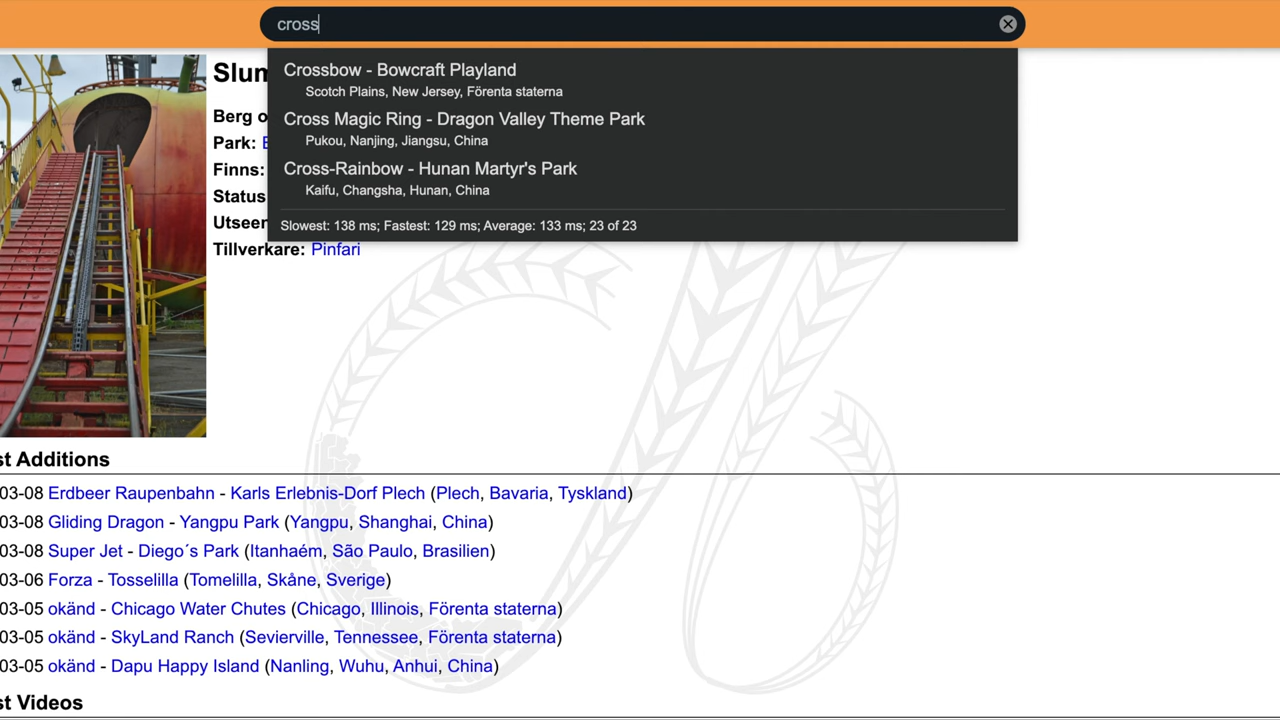 cross
Crossbow - Bowcraft Playland
Scotch Plains, New Jersey, Förenta staterna
Cross Magic Ring - Dragon Valley Theme Park
Pukou, Nanjing, Jiangsu, China
Cross-Rainbow - Hunan Martyr's Park
Kaifu, Changsha, Hunan, China
Slowest: 138 ms; Fastest: 129 ms; Average: 133 ms; 23 of 23
Slum
Berg o
Park:
Finns:
Status
Utseen
Tillverkare: Pinfari
st Additions
03-08 Erdbeer Raupenbahn - Karls Erlebnis-Dorf Plech (Plech, Bavaria, Tyskland)
03-08 Gliding Dragon - Yangpu Park (Yangpu, Shanghai, China)
03-08 Super Jet - Diego´s Park (Itanhaém, São Paulo, Brasilien)
03-06 Forza - Tosselilla (Tomelilla, Skåne, Sverige)
03-05 okänd - Chicago Water Chutes (Chicago, Illinois, Förenta staterna)
03-05 okänd - SkyLand Ranch (Sevierville, Tennessee, Förenta staterna)
03-05 okänd - Dapu Happy Island (Nanling, Wuhu, Anhui, China)
st Videos